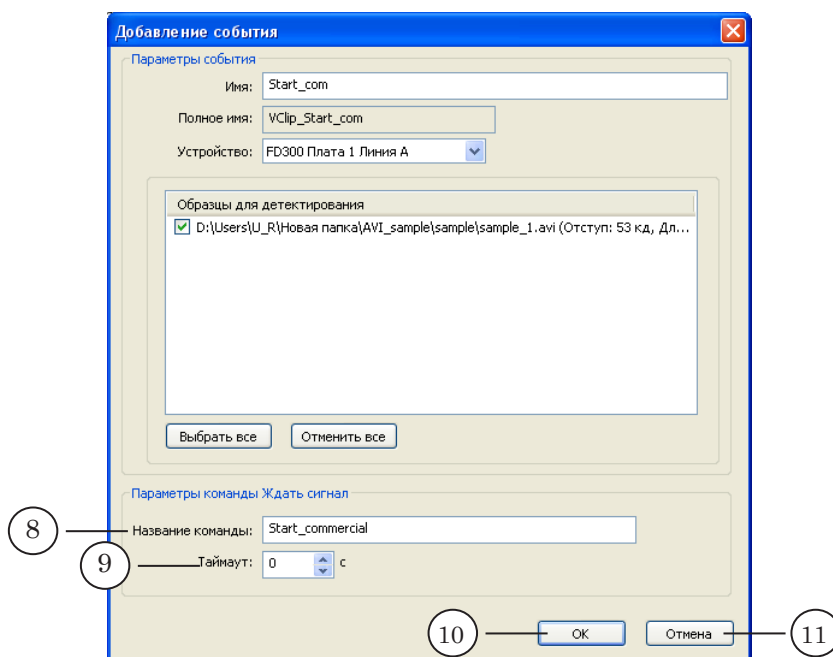 Добавление события
Параметры события
Имя: Start_com
Полное имя: VClip_Start_com
Устройство: FD300 Плата 1 Линия A
Образцы для детектирования
D:\Users\U_R\Новая папка\AVI_sample\sample\sample_1.avi (Отступ: 53 кд, Дл...
Выбрать все Отменить все
Параметры команды Ждать сигнал
8 Название команды: Start_commercial
9 Таймаут: 0 с
10 OK Отмена 11